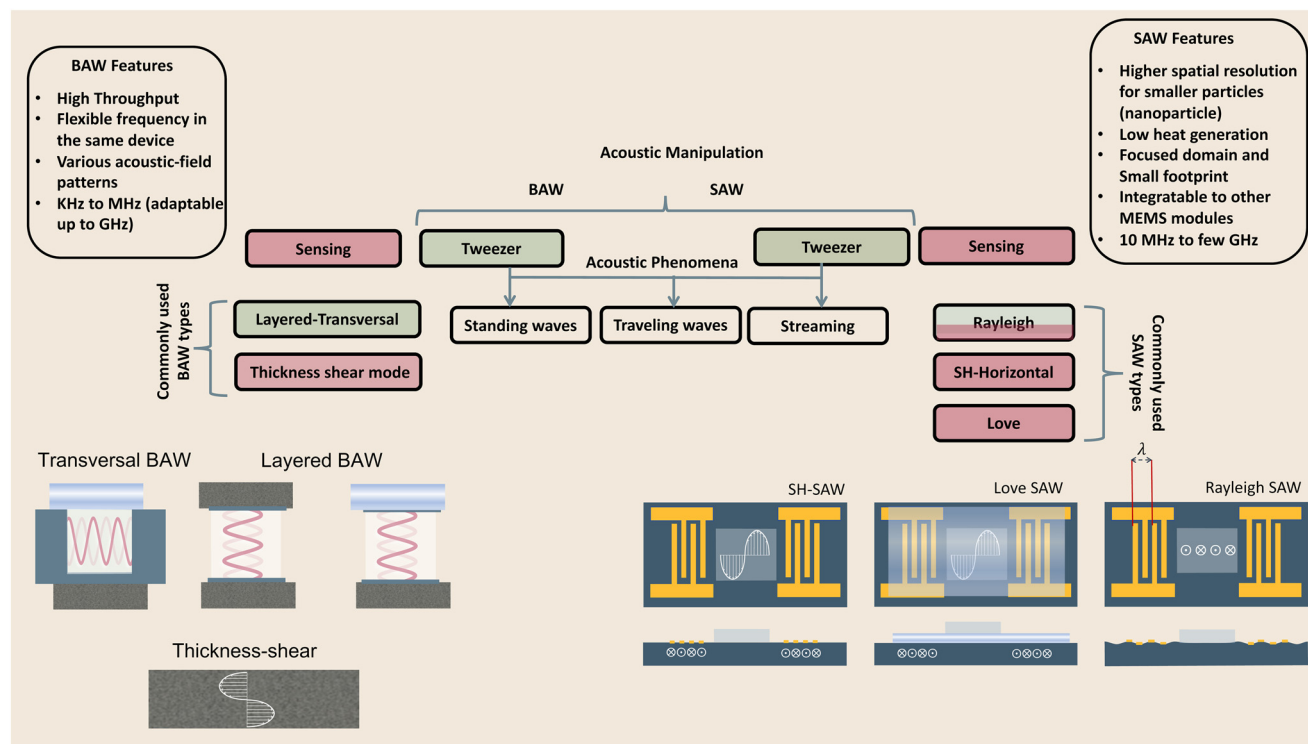 BAW Features
• High Throughput
• Flexible frequency in
the same device
• Various acoustic-field
patterns
• KHz to MHz (adaptable
up to GHz)
SAW Features
• Higher spatial resolution
for smaller particles
(nanoparticle)
• Low heat generation
• Focused domain and
Small footprint
• Integratable to other
MEMS modules
• 10 MHz to few GHz
Acoustic Manipulation
BAW
SAW
Sensing
Tweezer
Tweezer
Sensing
Acoustic Phenomena
Standing waves
Traveling waves
Streaming
Commonly used
BAW types
Layered-Transversal
Thickness shear mode
Rayleigh
SH-Horizontal
Love
Commonly used
SAW types
Transversal BAW
Layered BAW
Thickness-shear
SH-SAW
Love SAW
λ
Rayleigh SAW